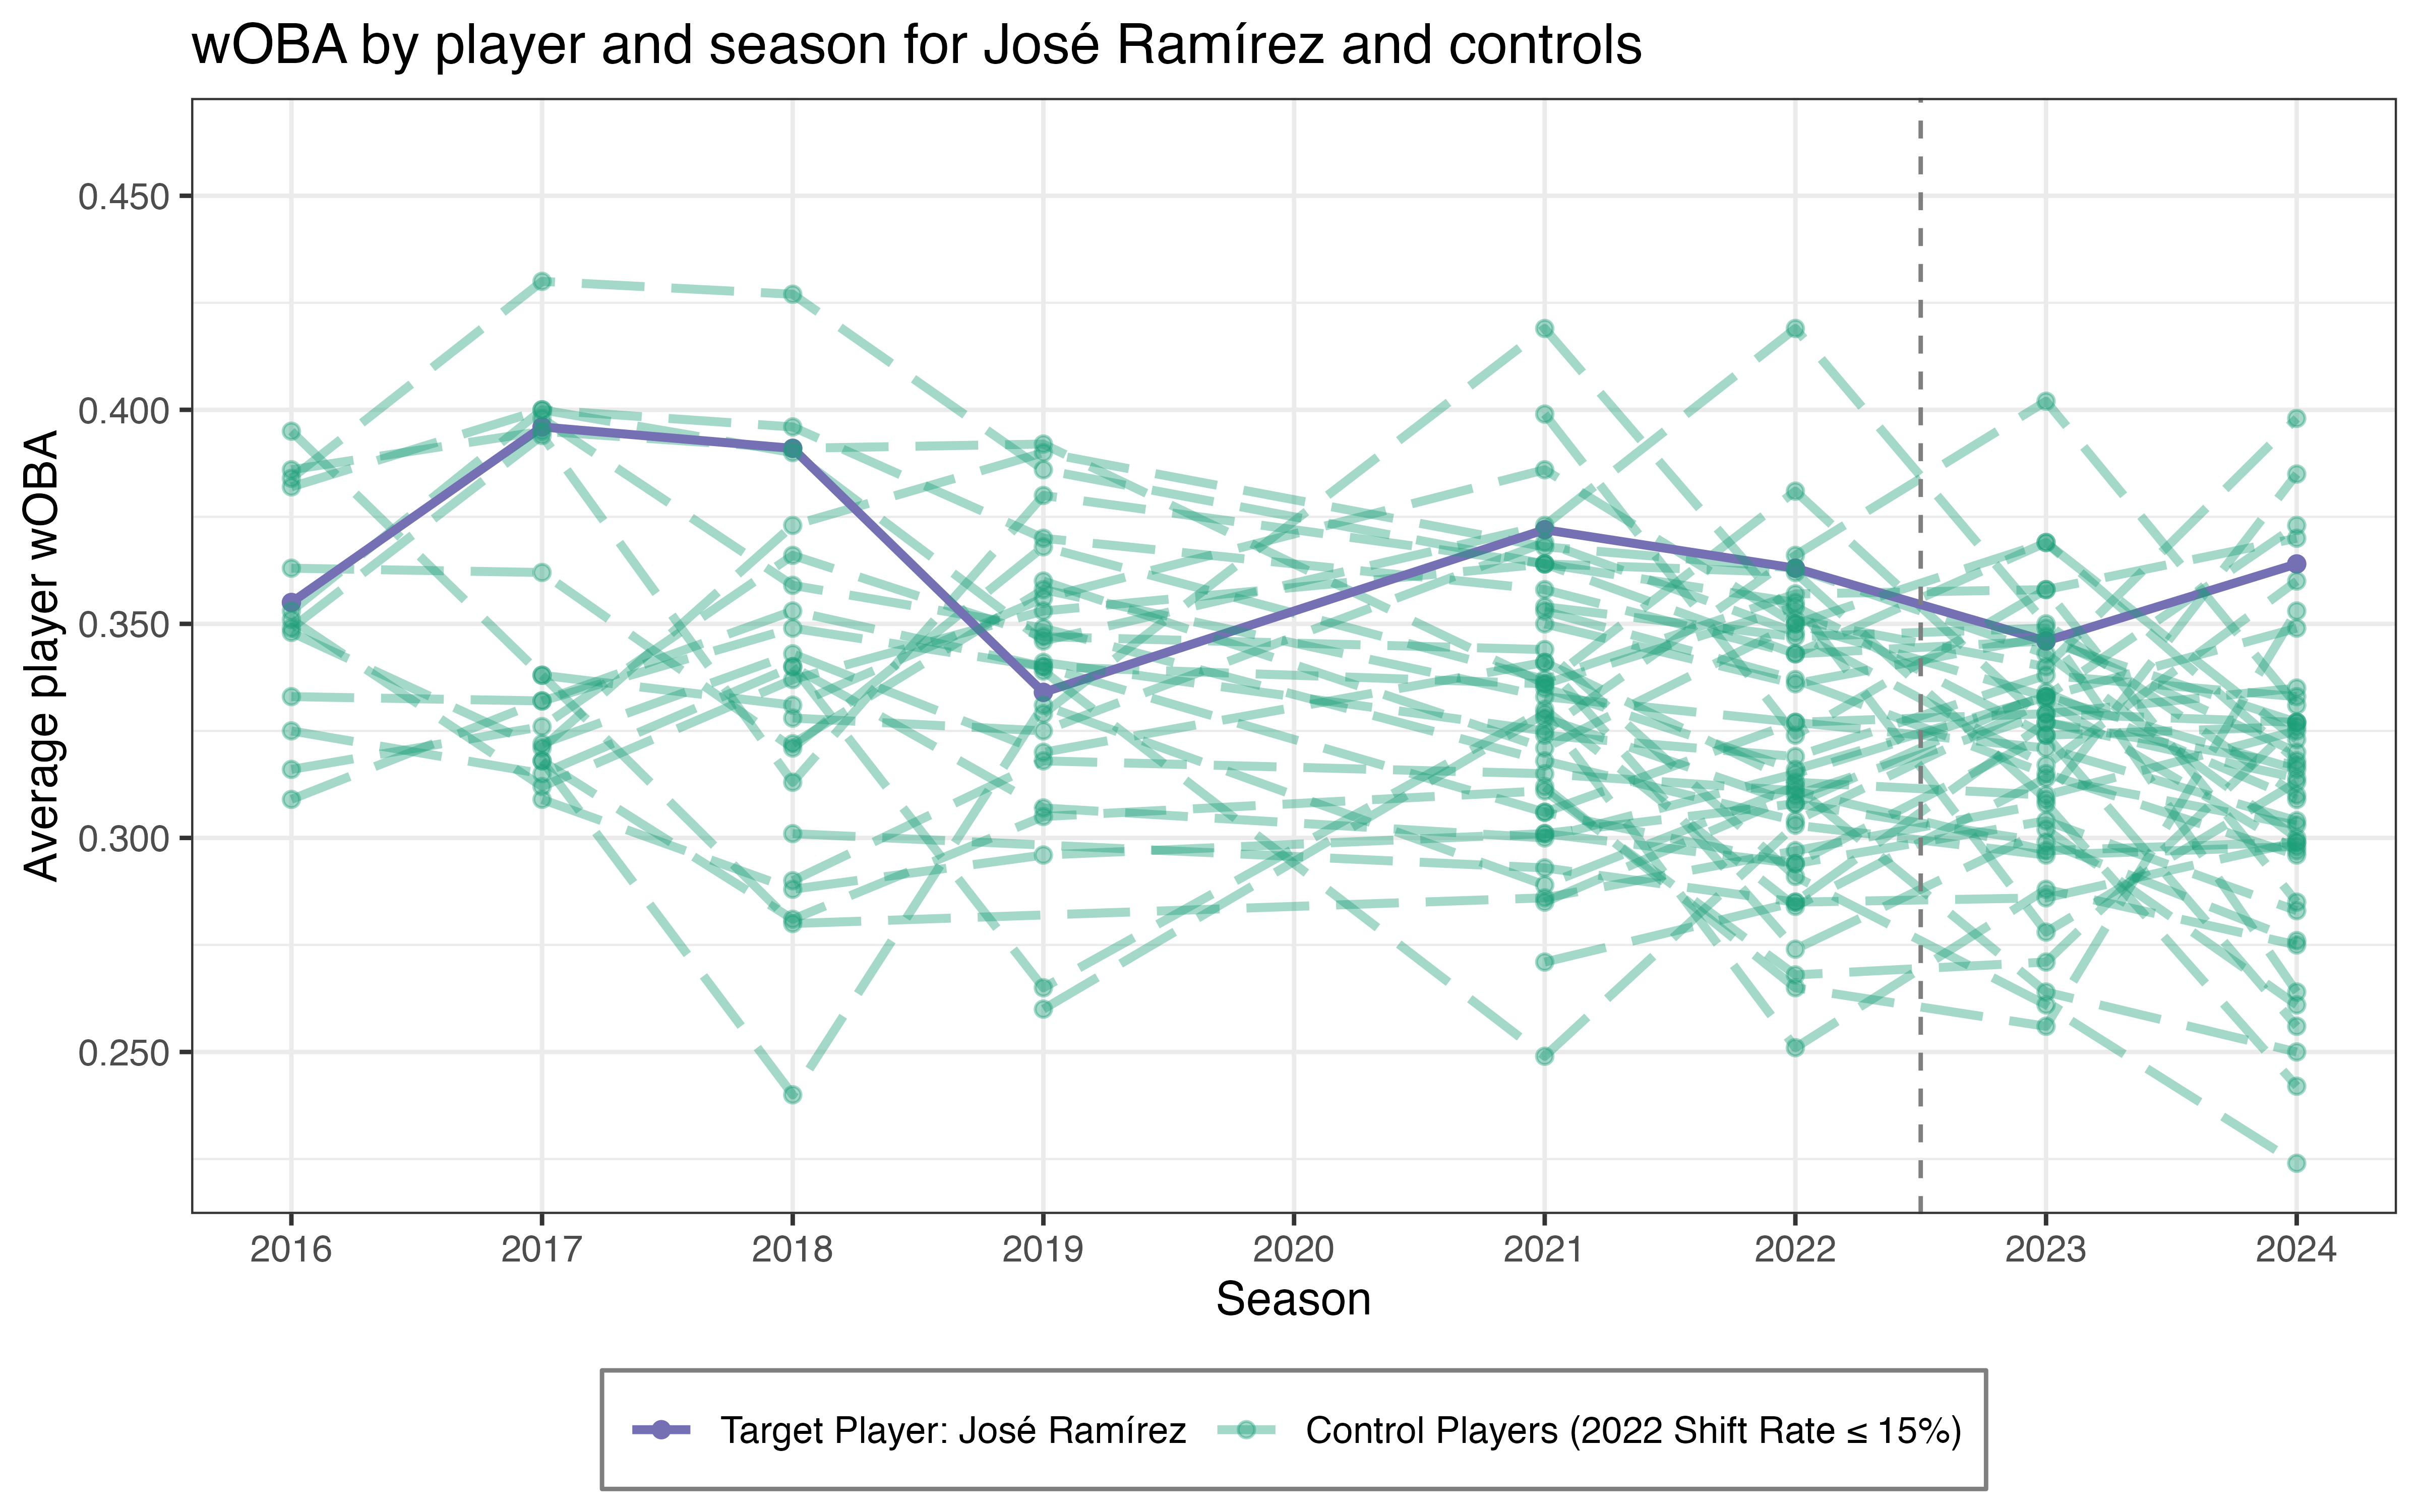 wOBA by player and season for José Ramírez and controls
Average player wOBA
0.450
0.400
0.350
0.300
0.250
2016 2017 2018 2019 2020 2021 2022 2023 2024
Season
Target Player: José Ramírez Control Players (2022 Shift Rate ≤ 15%)